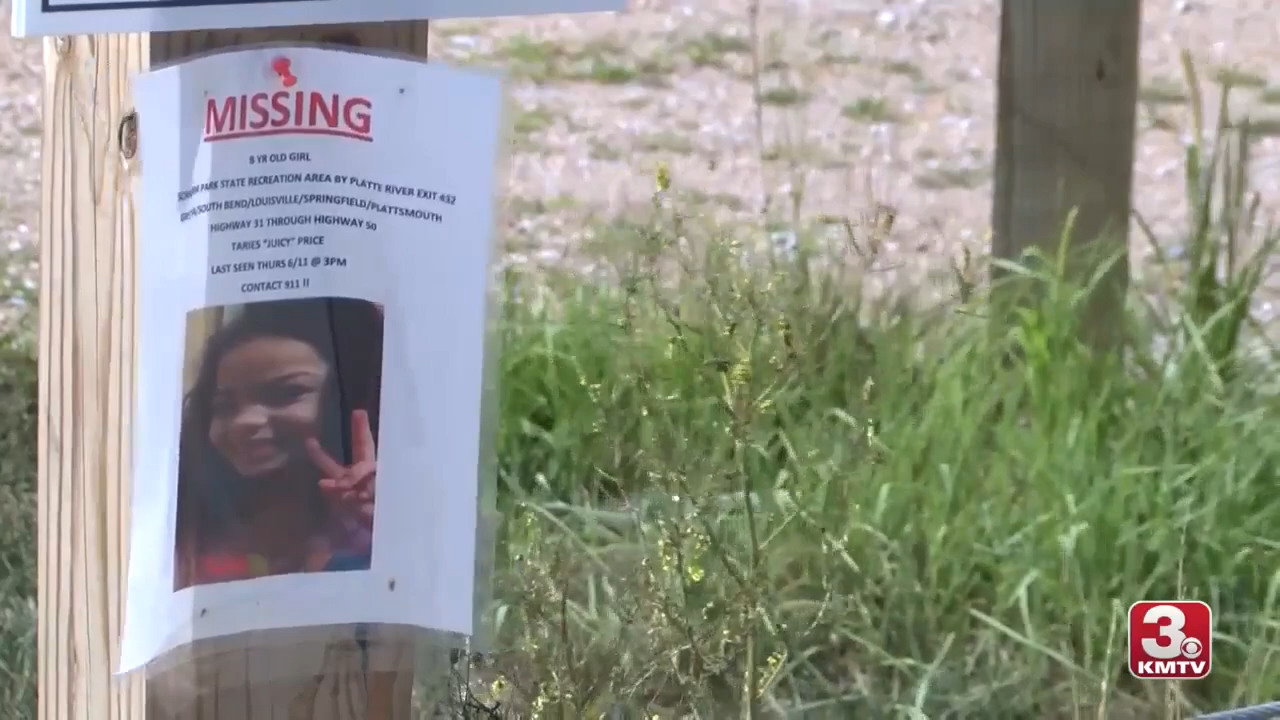 MISSING
8 YR OLD GIRL
PARK STATE RECREATION AREA BY PLATTE RIVER EXIT 432
SOUTH BEND/LOUISVILLE/SPRINGFIELD/PLATTSMOUTH
HIGHWAY 31 THROUGH HIGHWAY 50
TARIES "JUICY" PRICE
LAST SEEN THURS 6/11 @ 3PM
CONTACT 911 !!
3
KMTV